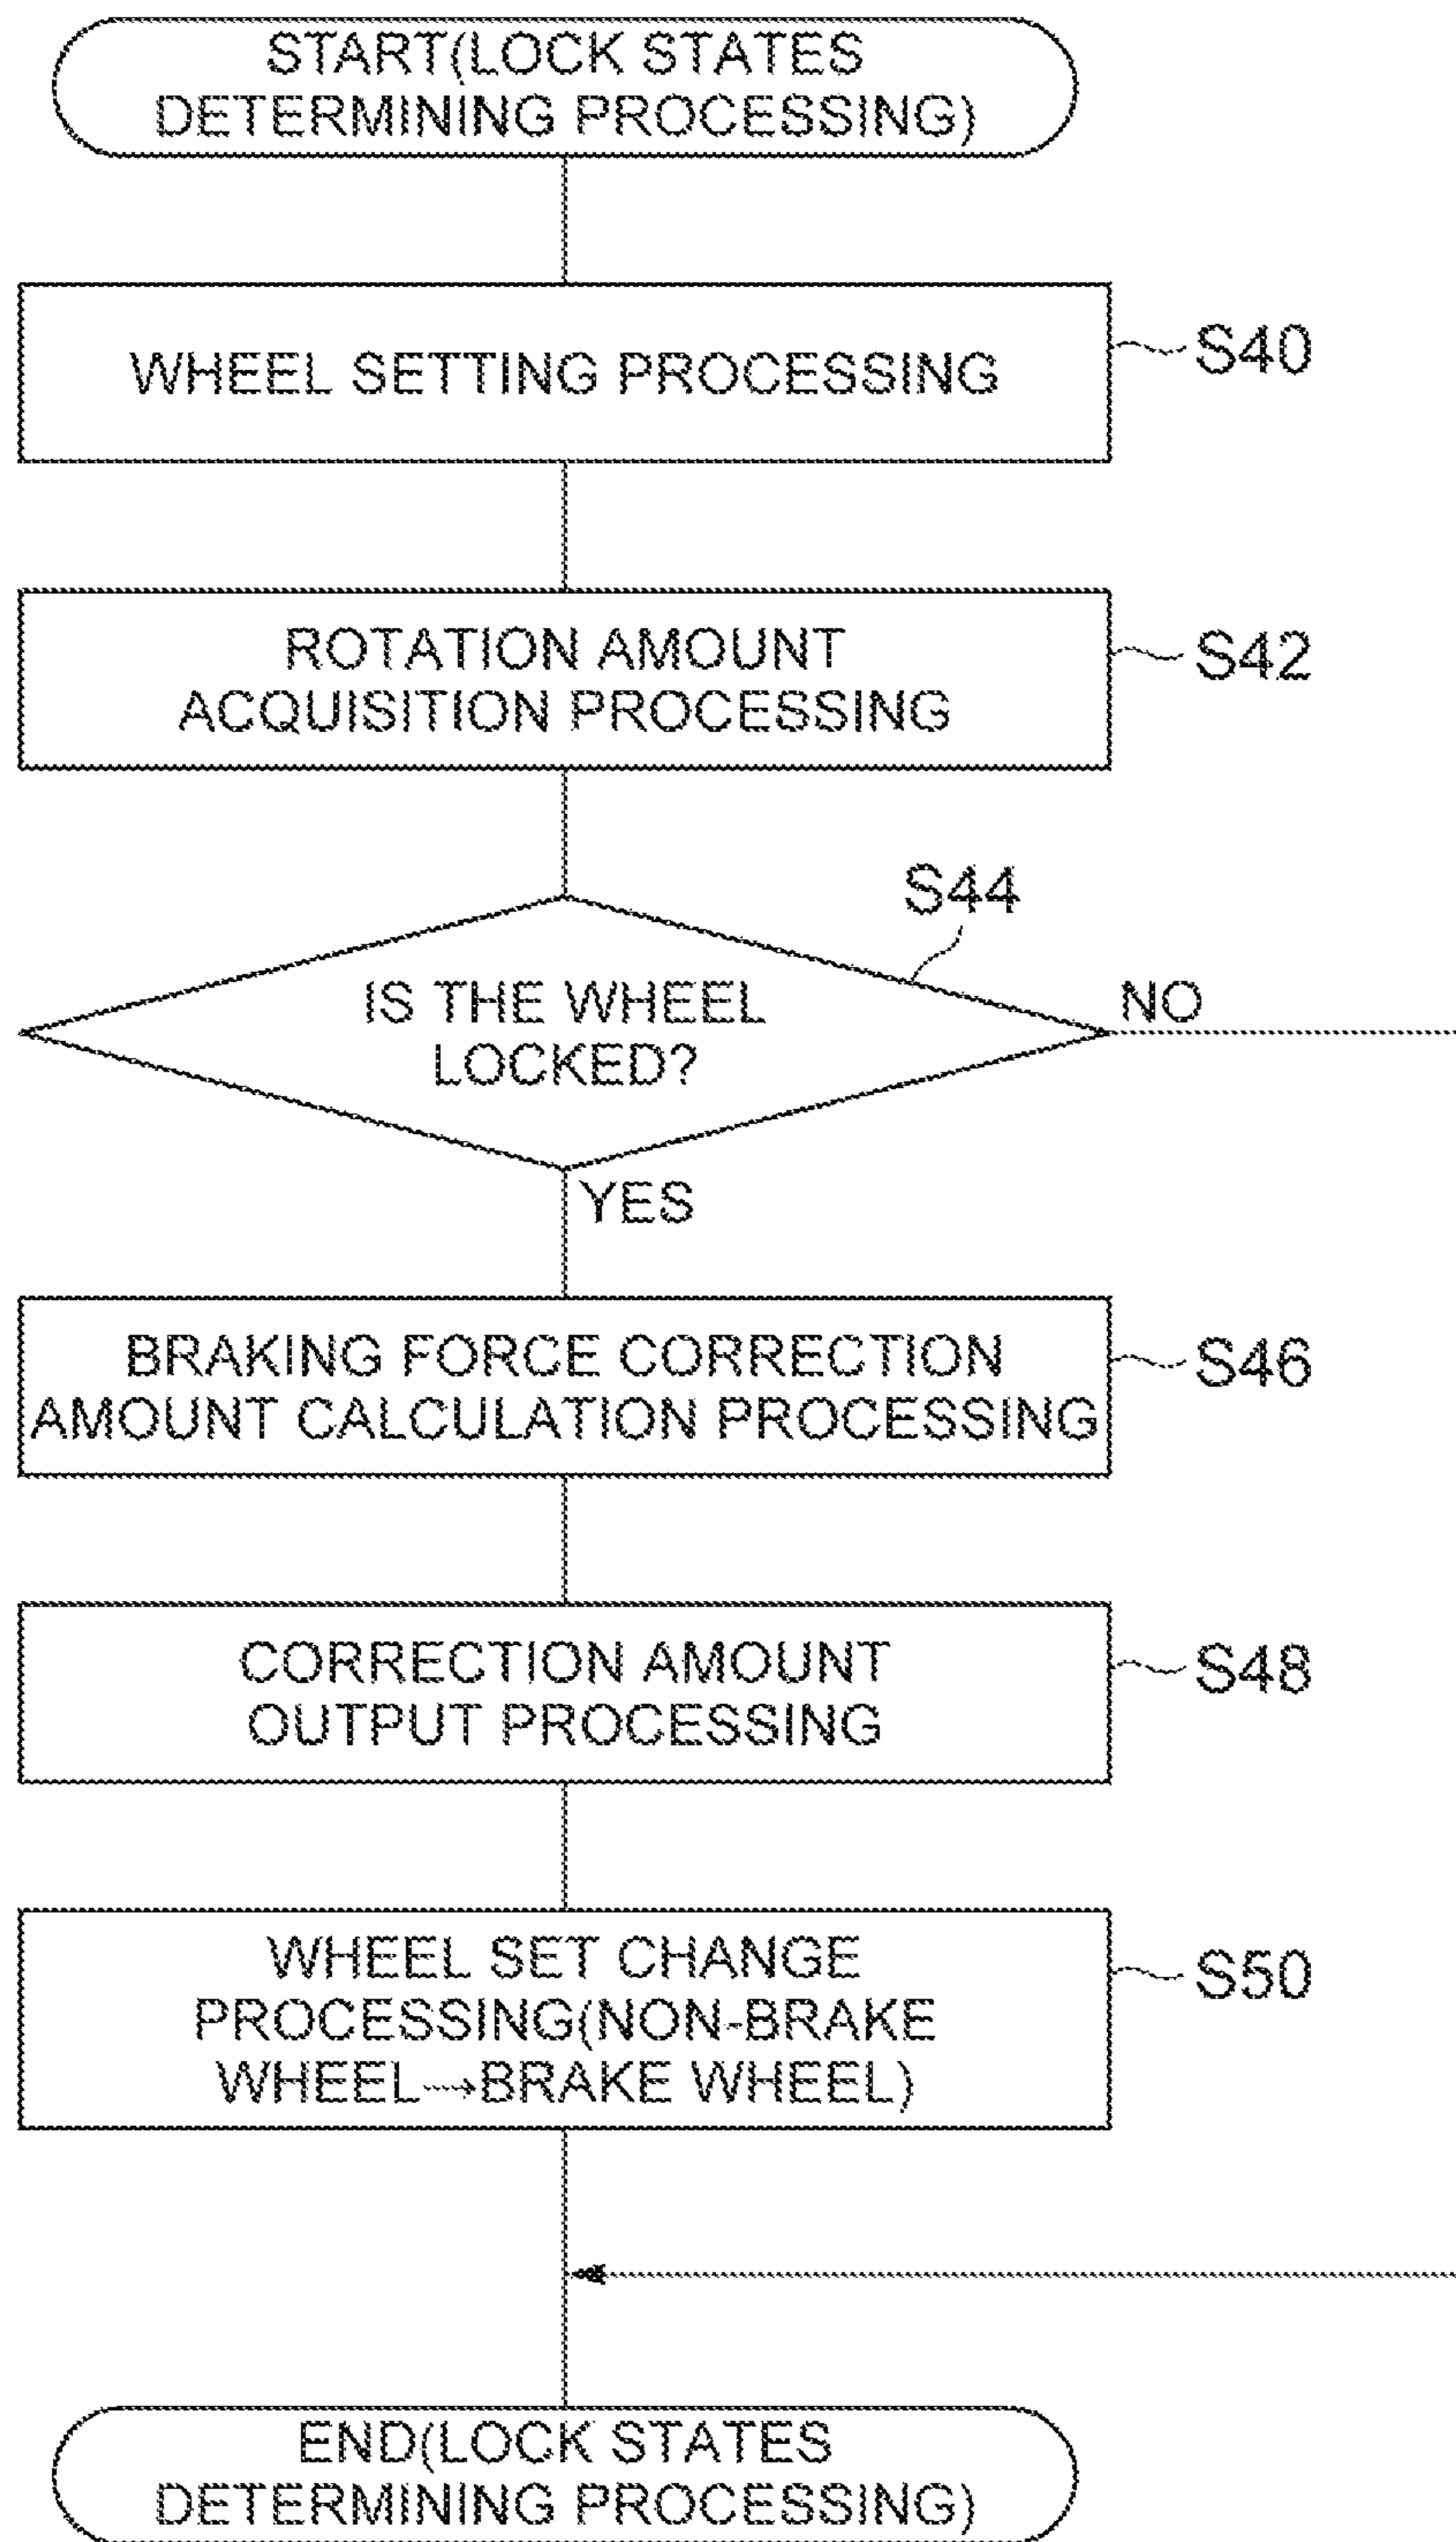 START(LOCK STATES
DETERMINING PROCESSING)
WHEEL SETTING PROCESSING
S40
ROTATION AMOUNT
ACQUISITION PROCESSING
S42
S44
IS THE WHEEL
LOCKED?
NO
YES
BRAKING FORCE CORRECTION
AMOUNT CALCULATION PROCESSING
S46
CORRECTION AMOUNT
OUTPUT PROCESSING
S48
WHEEL SET CHANGE
PROCESSING(NON-BRAKE
WHEEL→BRAKE WHEEL)
S50
END(LOCK STATES
DETERMINING PROCESSING)